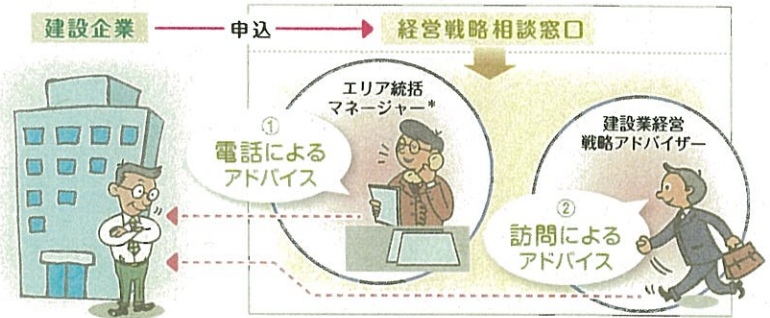 建設企業
申込
経営戦略相談窓口
エリア統括
マネージャー*
①
電話による
アドバイス
建設業経営
戦略アドバイザー
②
訪問による
アドバイス